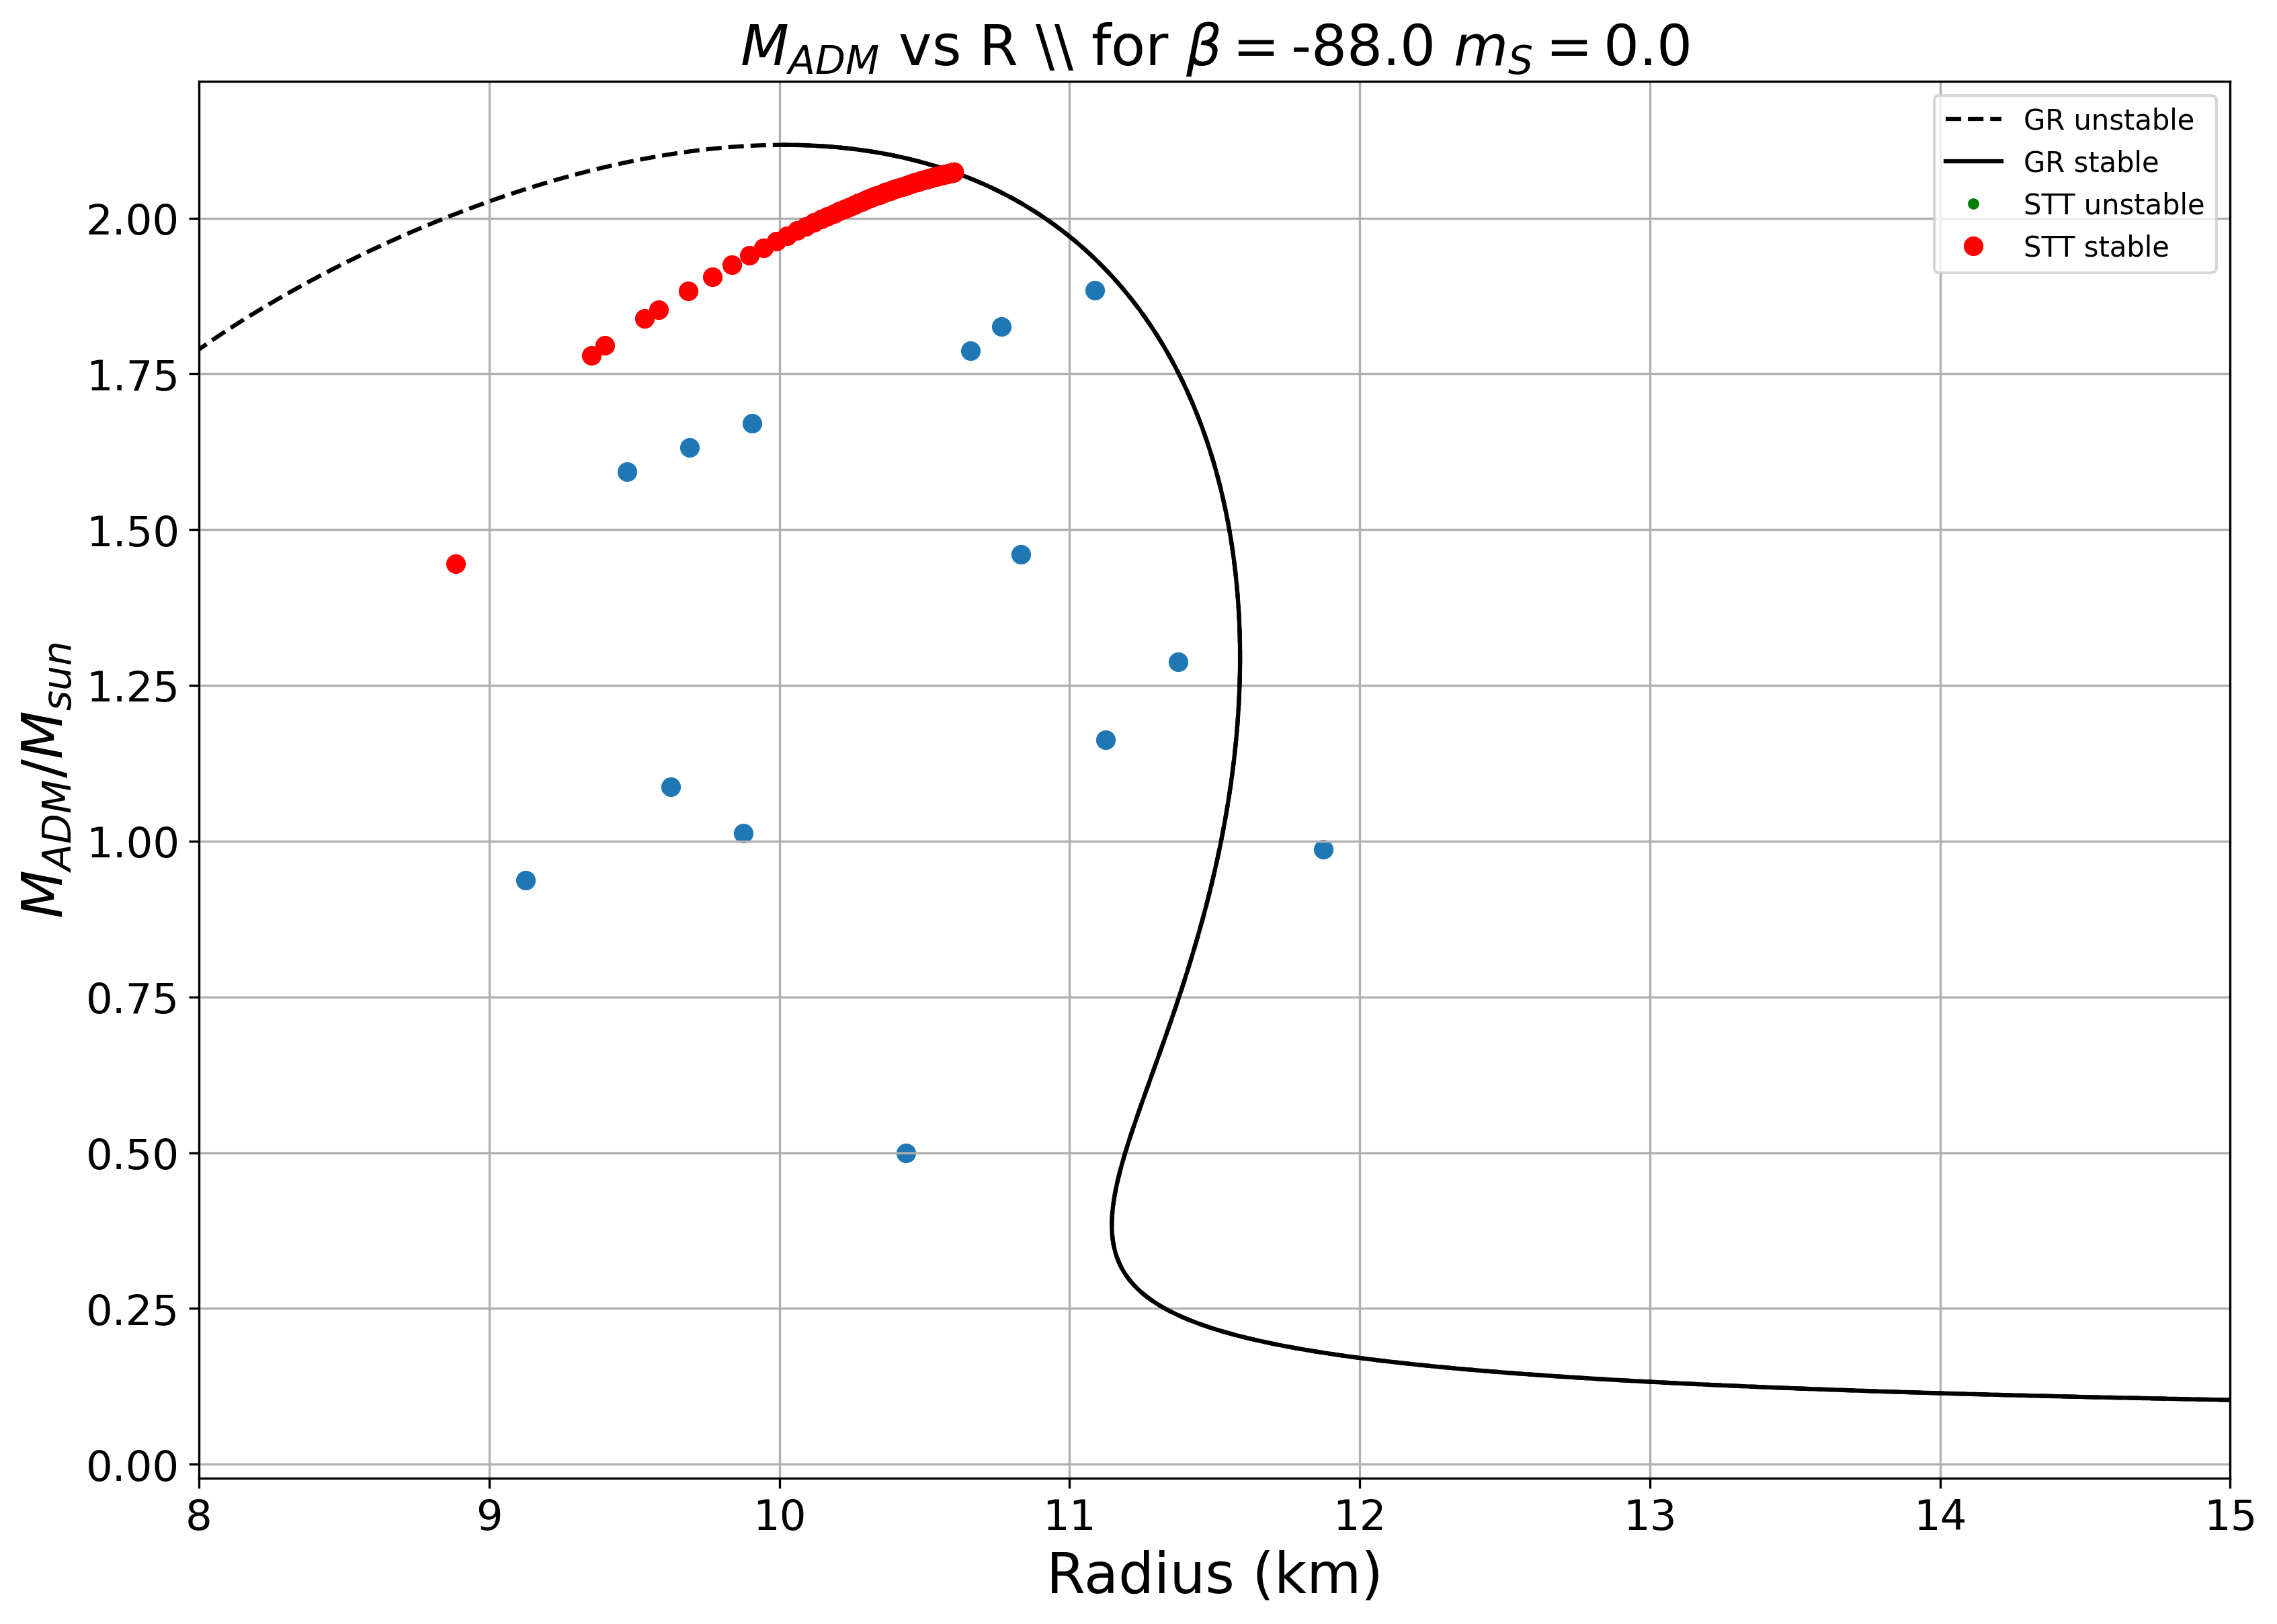 M_ADM vs R \\ for β = -88.0 m_S = 0.0
GR unstable
GR stable
STT unstable
STT stable
M_ADM/M_sun
2.00
1.75
1.50
1.25
1.00
0.75
0.50
0.25
0.00
8 9 10 11 12 13 14 15
Radius (km)